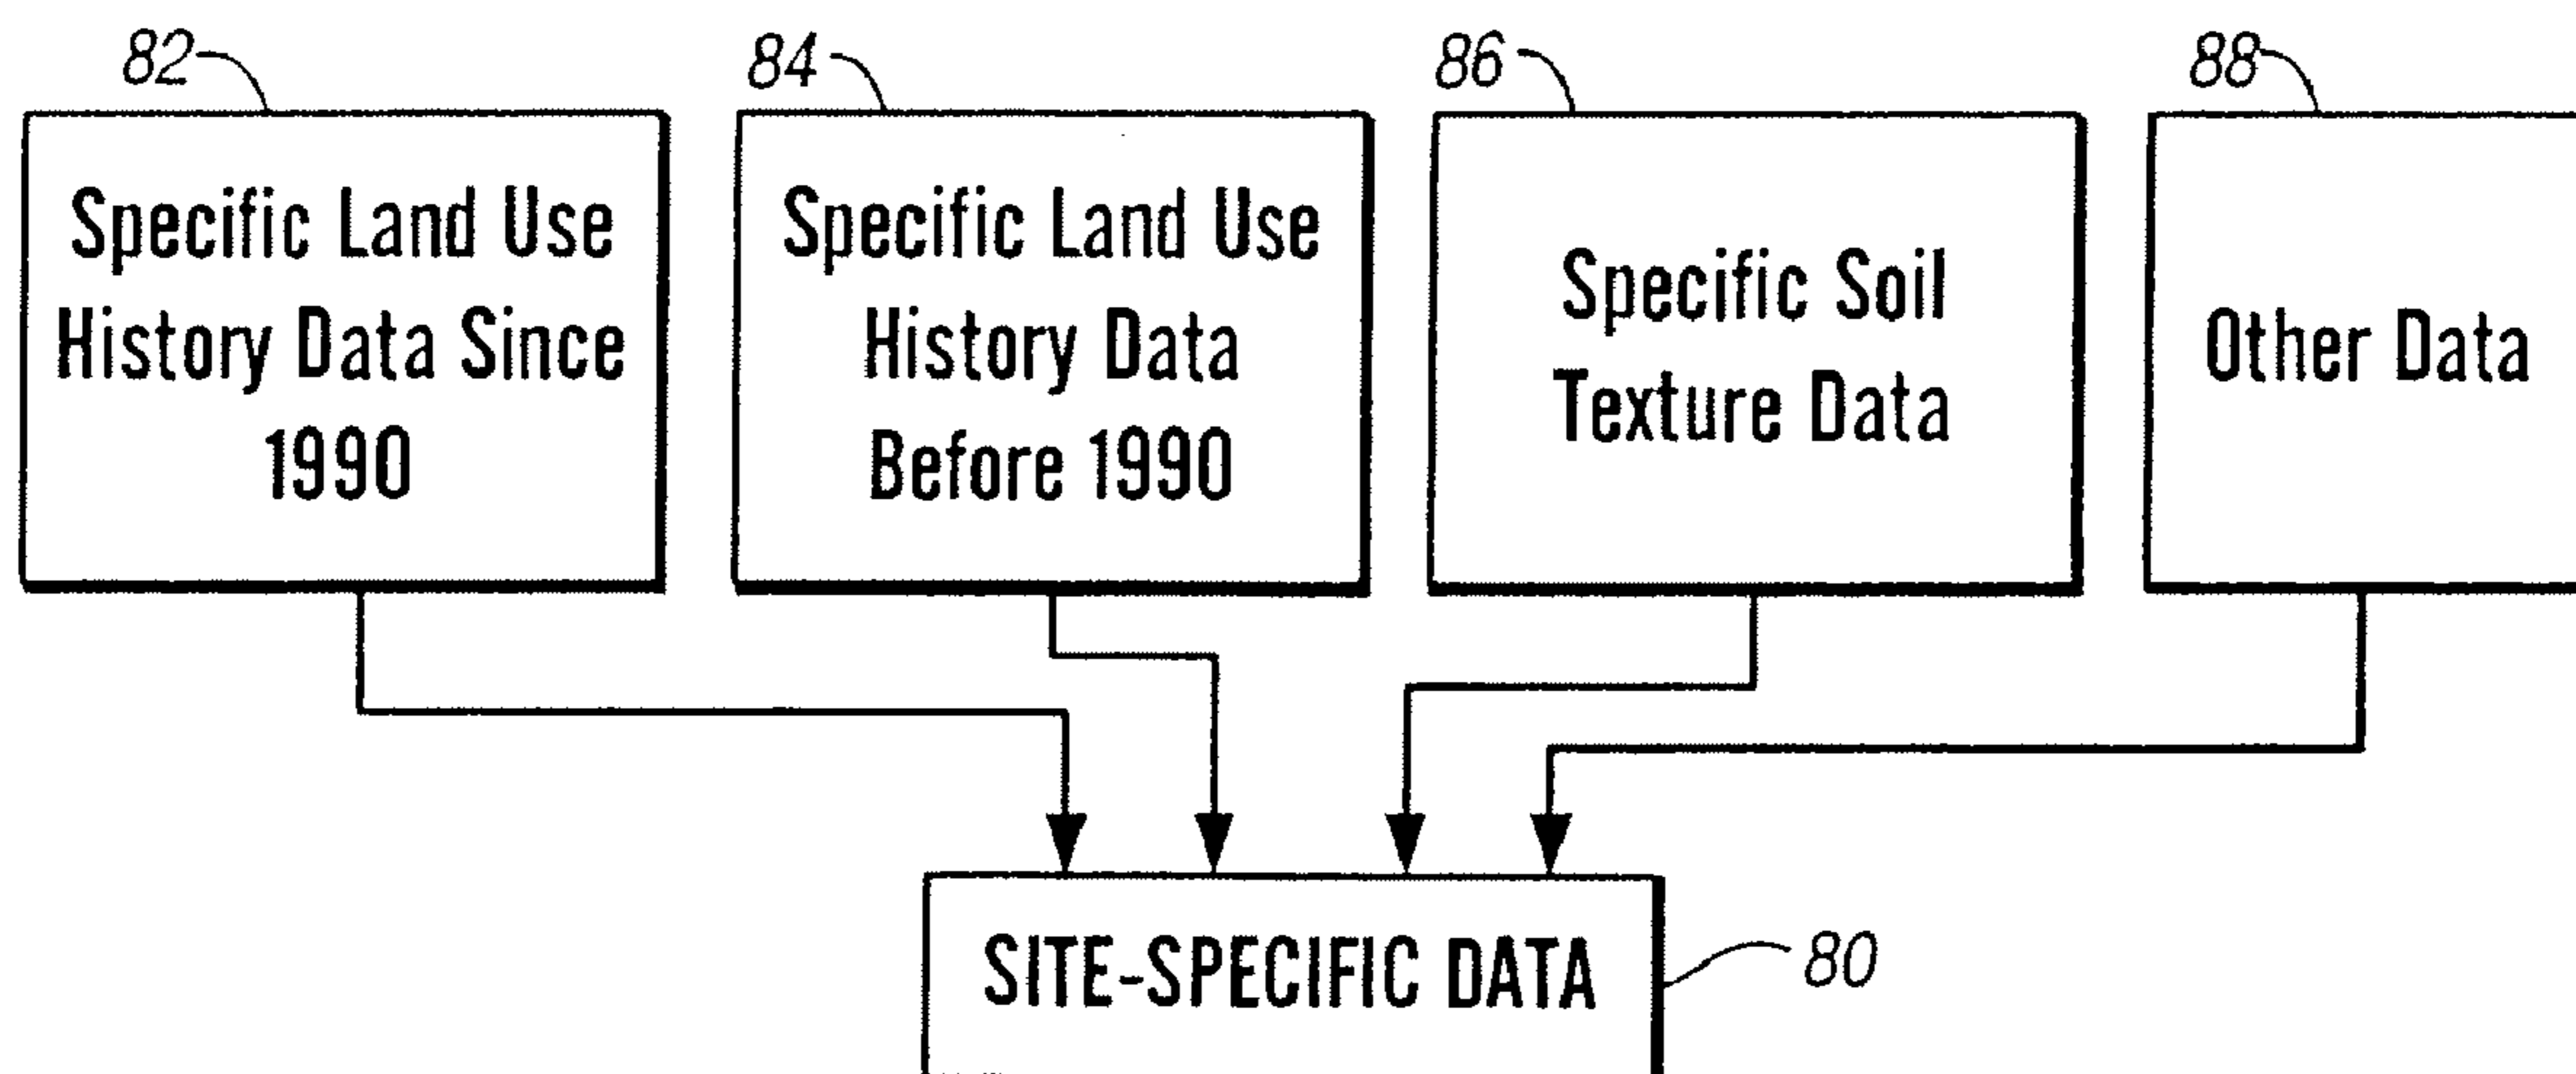 82
84
86
88
Specific Land Use
History Data Since
1990
Specific Land Use
History Data
Before 1990
Specific Soil
Texture Data
Other Data
SITE-SPECIFIC DATA
80